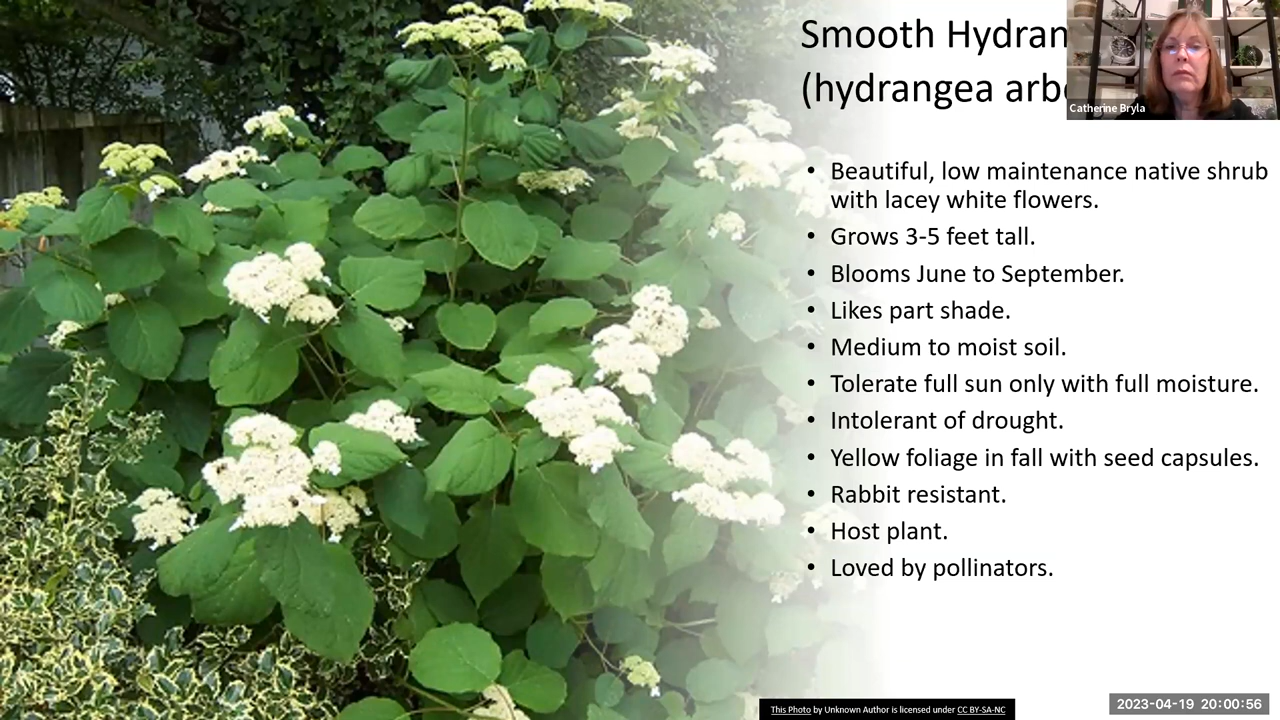 Smooth Hydran
(hydrangea arb
Catherine Bryla
• Beautiful, low maintenance native shrub
with lacey white flowers.
• Grows 3-5 feet tall.
• Blooms June to September.
• Likes part shade.
• Medium to moist soil.
• Tolerate full sun only with full moisture.
• Intolerant of drought.
• Yellow foliage in fall with seed capsules.
• Rabbit resistant.
• Host plant.
• Loved by pollinators.
This Photo by Unknown Author is licensed under CC BY-SA-NC
2023-04-19 20:00:56